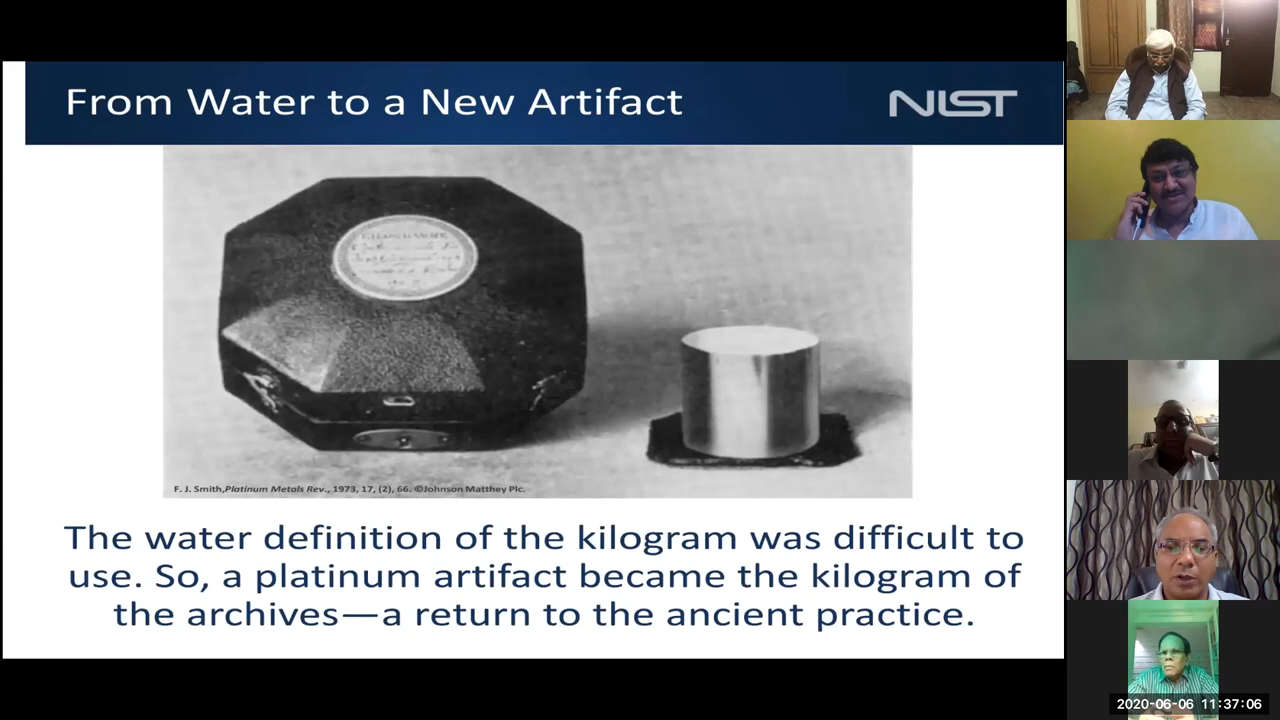 From Water to a New Artifact
NIST
KILOGRAMME
F. J. Smith,Platinum Metals Rev., 1973, 17, (2), 66. ©Johnson Matthey Plc.
The water definition of the kilogram was difficult to
use. So, a platinum artifact became the kilogram of
the archives—a return to the ancient practice.
2020-06-06 11:37:06